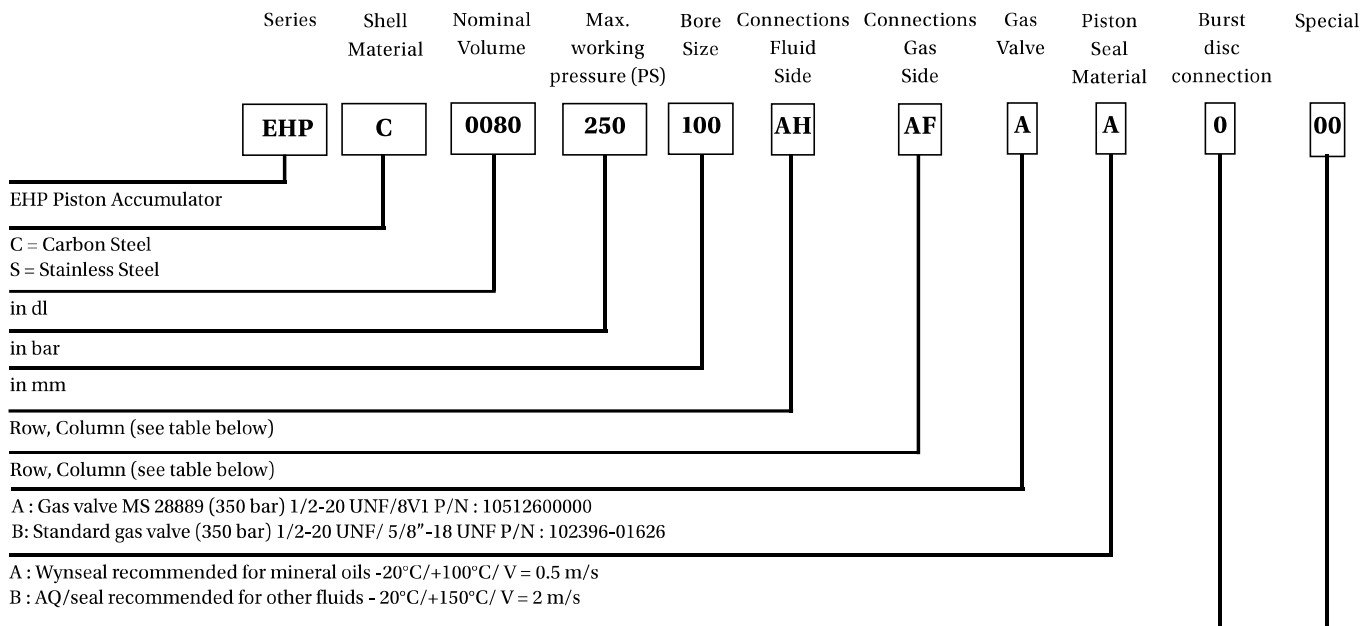 Series Shell Nominal Max. Bore Connections Connections Gas Piston Burst Special
Material Volume working Size Fluid Gas Valve Seal disc
pressure (PS) Side Side Material connection
EHP C 0080 250 100 AH AF A A 0 00
EHP Piston Accumulator
C = Carbon Steel
S = Stainless Steel
in dl
in bar
in mm
Row, Column (see table below)
Row, Column (see table below)
A : Gas valve MS 28889 (350 bar) 1/2-20 UNF/8V1 P/N : 10512600000
B: Standard gas valve (350 bar) 1/2-20 UNF/ 5/8"-18 UNF P/N : 102396-01626
A : Wynseal recommended for mineral oils -20°C/+100°C/ V = 0.5 m/s
B : AQ/seal recommended for other fluids - 20°C/+150°C/ V = 2 m/s